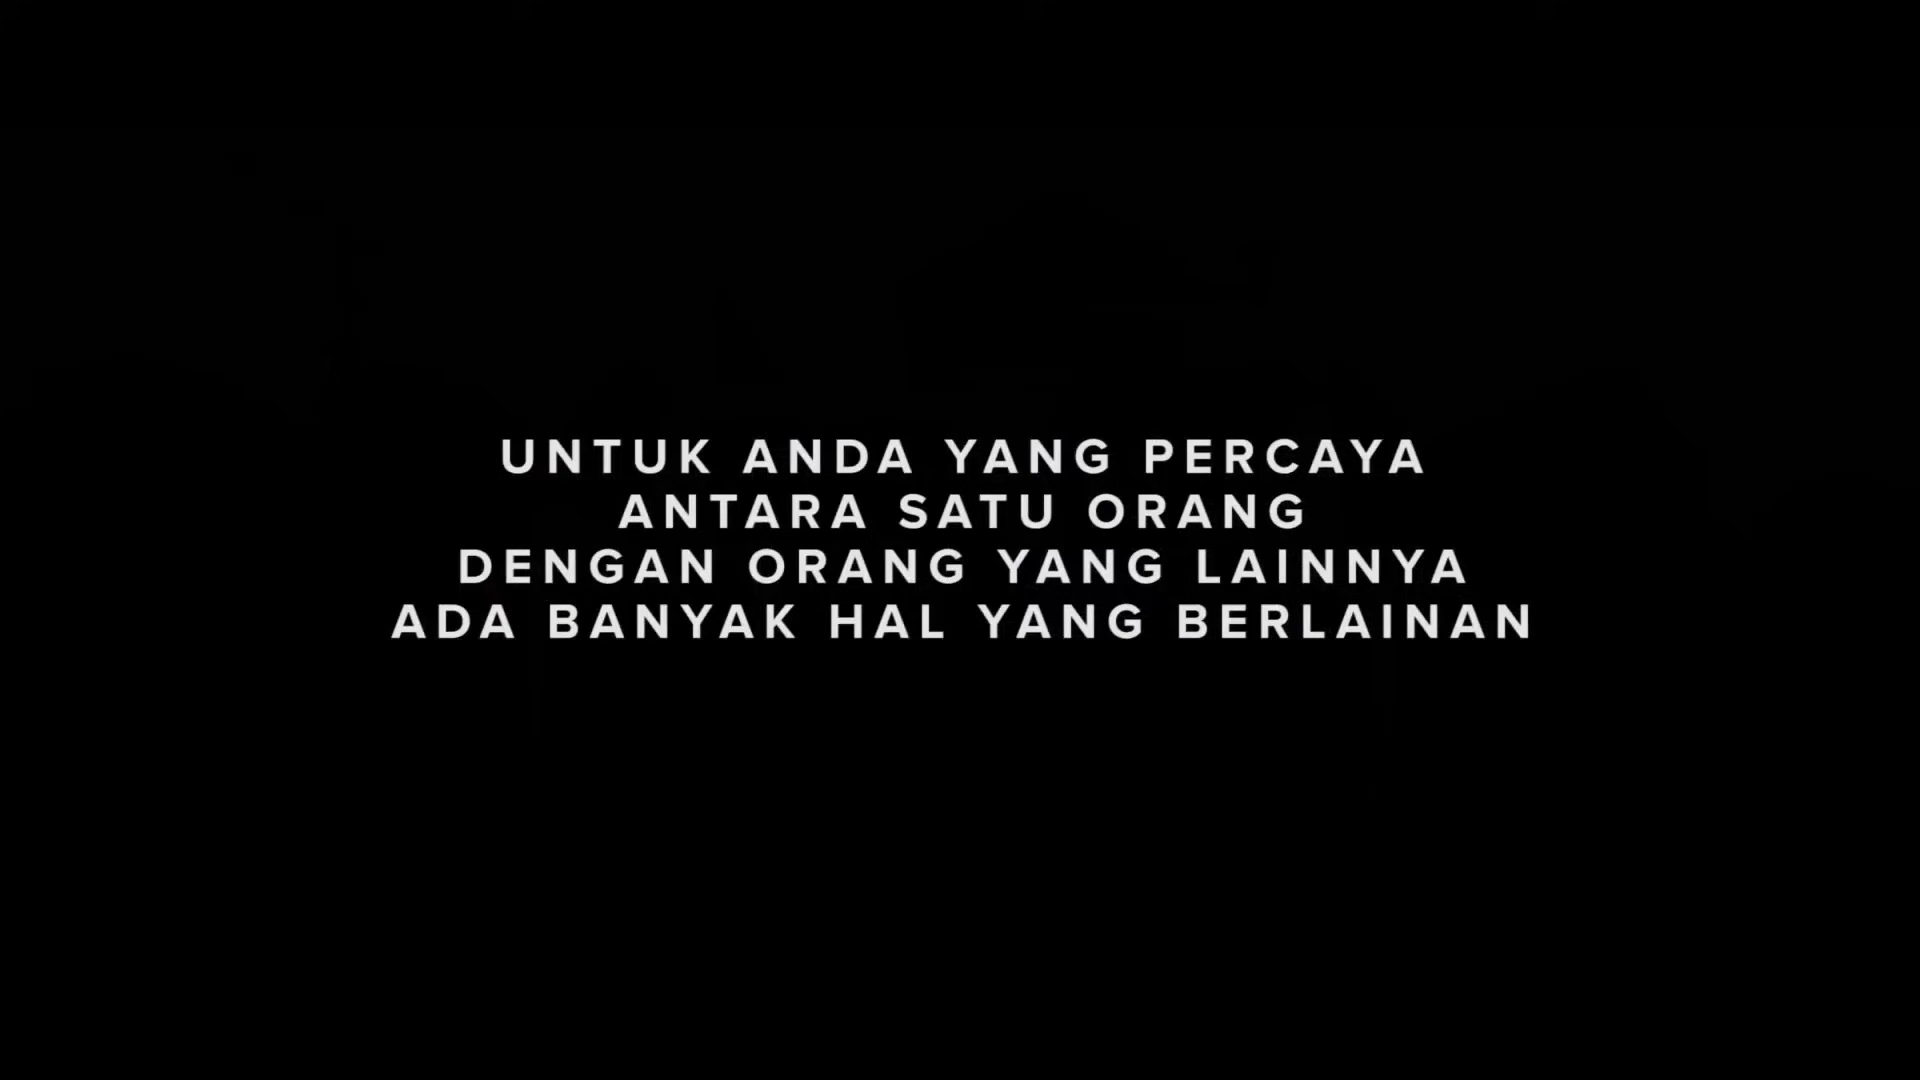 UNTUK ANDA YANG PERCAYA
ANTARA SATU ORANG
DENGAN ORANG YANG LAINNYA
ADA BANYAK HAL YANG BERLAINAN